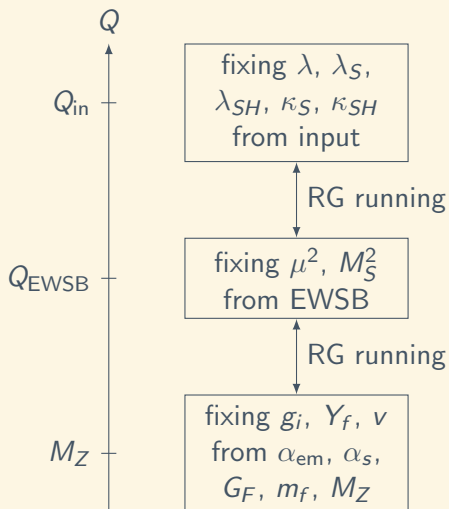 Q
Q_in
fixing λ, λ_S,
λ_SH, κ_S, κ_SH
from input
RG running
Q_EWSB
fixing μ², M_S²
from EWSB
RG running
M_Z
fixing g_i, Y_f, v
from α_em, α_s,
G_F, m_f, M_Z